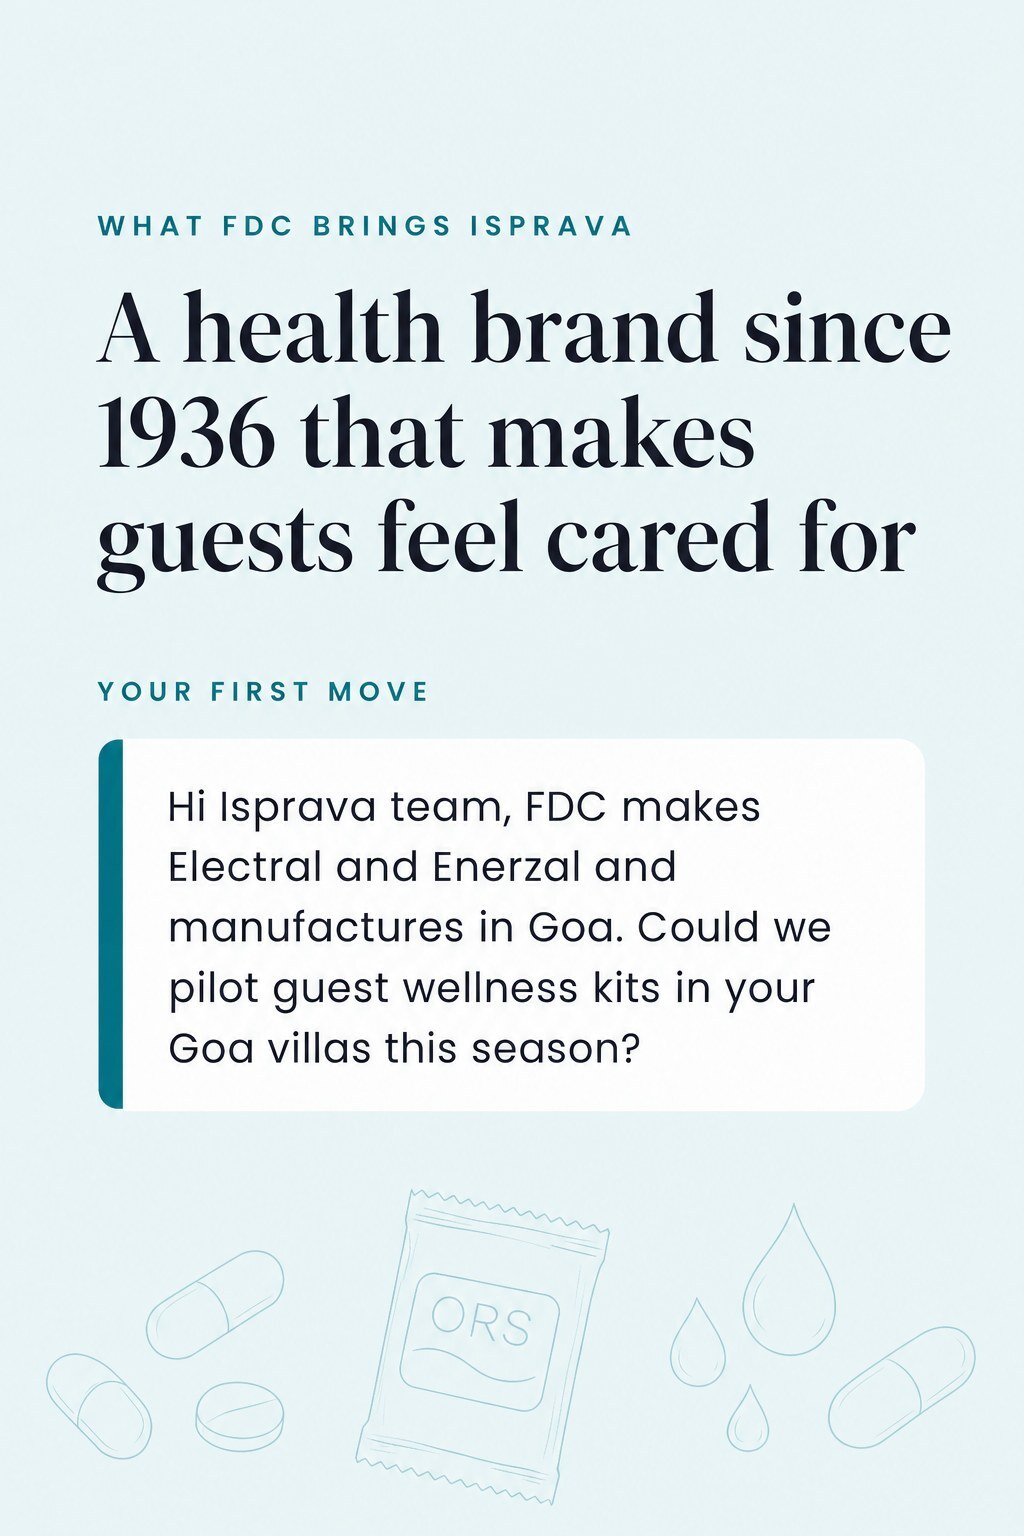 WHAT FDC BRINGS ISPRAVA
A health brand since
1936 that makes
guests feel cared for
YOUR FIRST MOVE
Hi Isprava team, FDC makes
Electral and Enerzal and
manufactures in Goa. Could we
pilot guest wellness kits in your
Goa villas this season?
ORS